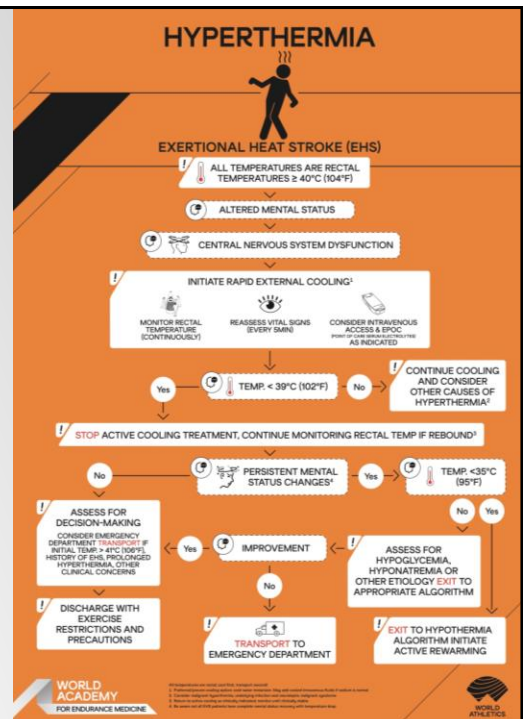 HYPERTHERMIA
EXERTIONAL HEAT STROKE (EHS)
! ALL TEMPERATURES ARE RECTAL
TEMPERATURES ≥ 40°C (104°F)
ALTERED MENTAL STATUS
CENTRAL NERVOUS SYSTEM DYSFUNCTION
!
INITIATE RAPID EXTERNAL COOLING¹
MONITOR RECTAL
TEMPERATURE
(CONTINUOUSLY)
REASSESS VITAL SIGNS
(EVERY 5MIN)
CONSIDER INTRAVENOUS
ACCESS & EPOC
(POINT OF CARE SERUM ELECTROLYTES)
AS INDICATED
Yes
TEMP. < 39°C (102°F)
No
!
CONTINUE COOLING
AND CONSIDER
OTHER CAUSES OF
HYPERTHERMIA²
! STOP ACTIVE COOLING TREATMENT, CONTINUE MONITORING RECTAL TEMP IF REBOUND³
No
PERSISTENT MENTAL
STATUS CHANGES⁴
Yes
TEMP. <35°C
(95°F)
No
Yes
!
ASSESS FOR
DECISION-MAKING
CONSIDER EMERGENCY
DEPARTMENT TRANSPORT IF
INITIAL TEMP. > 41°C (106°F),
HISTORY OF EHS, PROLONGED
HYPERTHERMIA, OTHER
CLINICAL CONCERNS
Yes
IMPROVEMENT
!
ASSESS FOR
HYPOGLYCEMIA,
HYPONATREMIA OR
OTHER ETIOLOGY EXIT TO
APPROPRIATE ALGORITHM
No
!
DISCHARGE WITH
EXERCISE
RESTRICTIONS AND
PRECAUTIONS
!
TRANSPORT TO
EMERGENCY DEPARTMENT
!
EXIT TO HYPOTHERMIA
ALGORITHM INITIATE
ACTIVE REWARMING
WORLD
ACADEMY
FOR ENDURANCE MEDICINE
WORLD
ATHLETICS